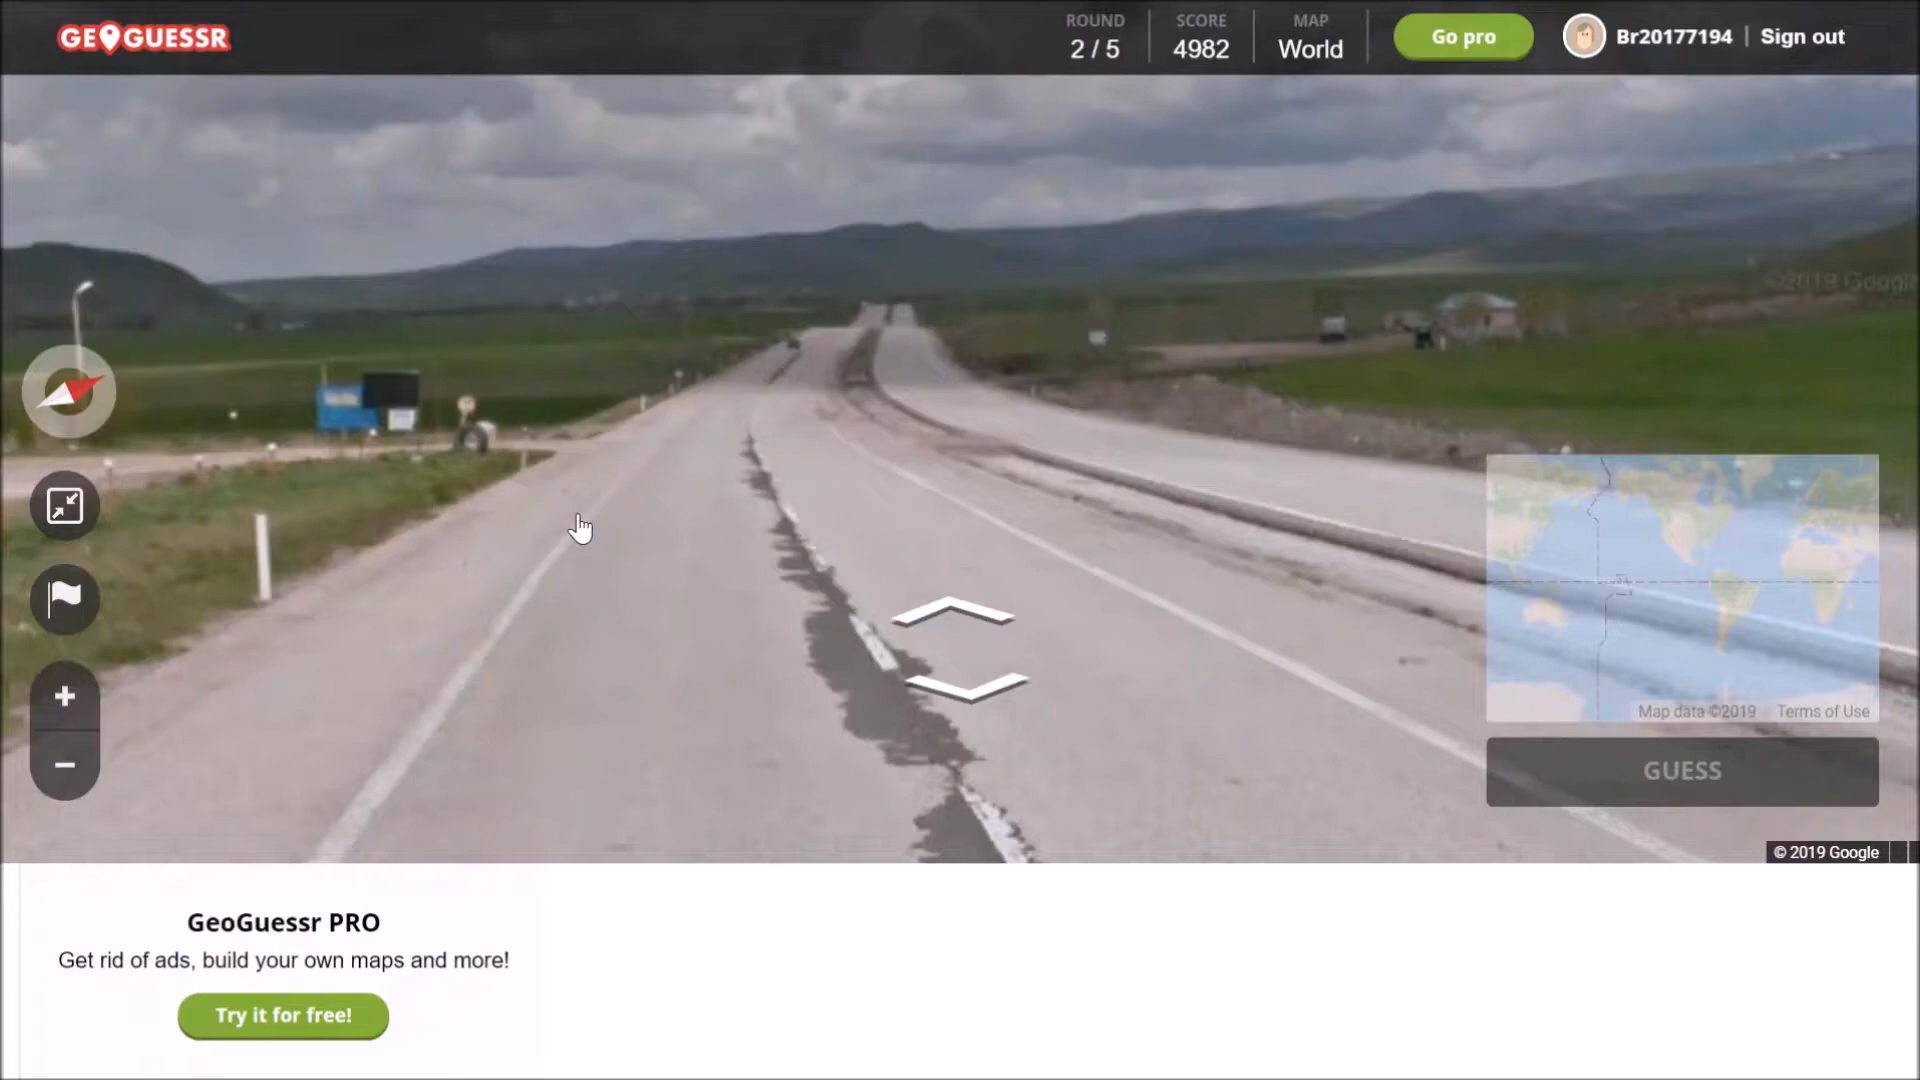 GEOGUESSR
ROUND
2 / 5
SCORE
4982
MAP
World
Go pro
Br20177194 | Sign out
©2019 Google
Map data ©2019 Terms of Use
GUESS
© 2019 Google
GeoGuessr PRO
Get rid of ads, build your own maps and more!
Try it for free!